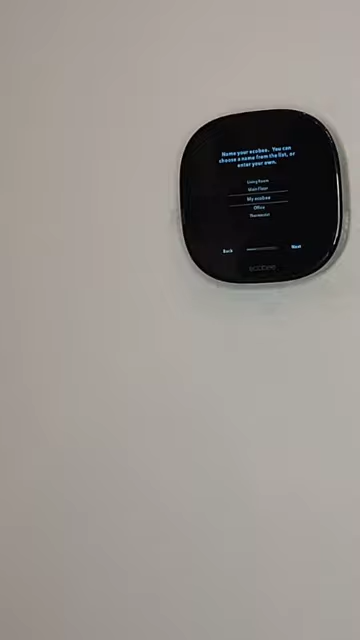 Name your ecobee. You can
choose a name from the list, or
enter your own.
Living Room
Main Floor
My ecobee
Office
Thermostat
Back
Next
ecobee